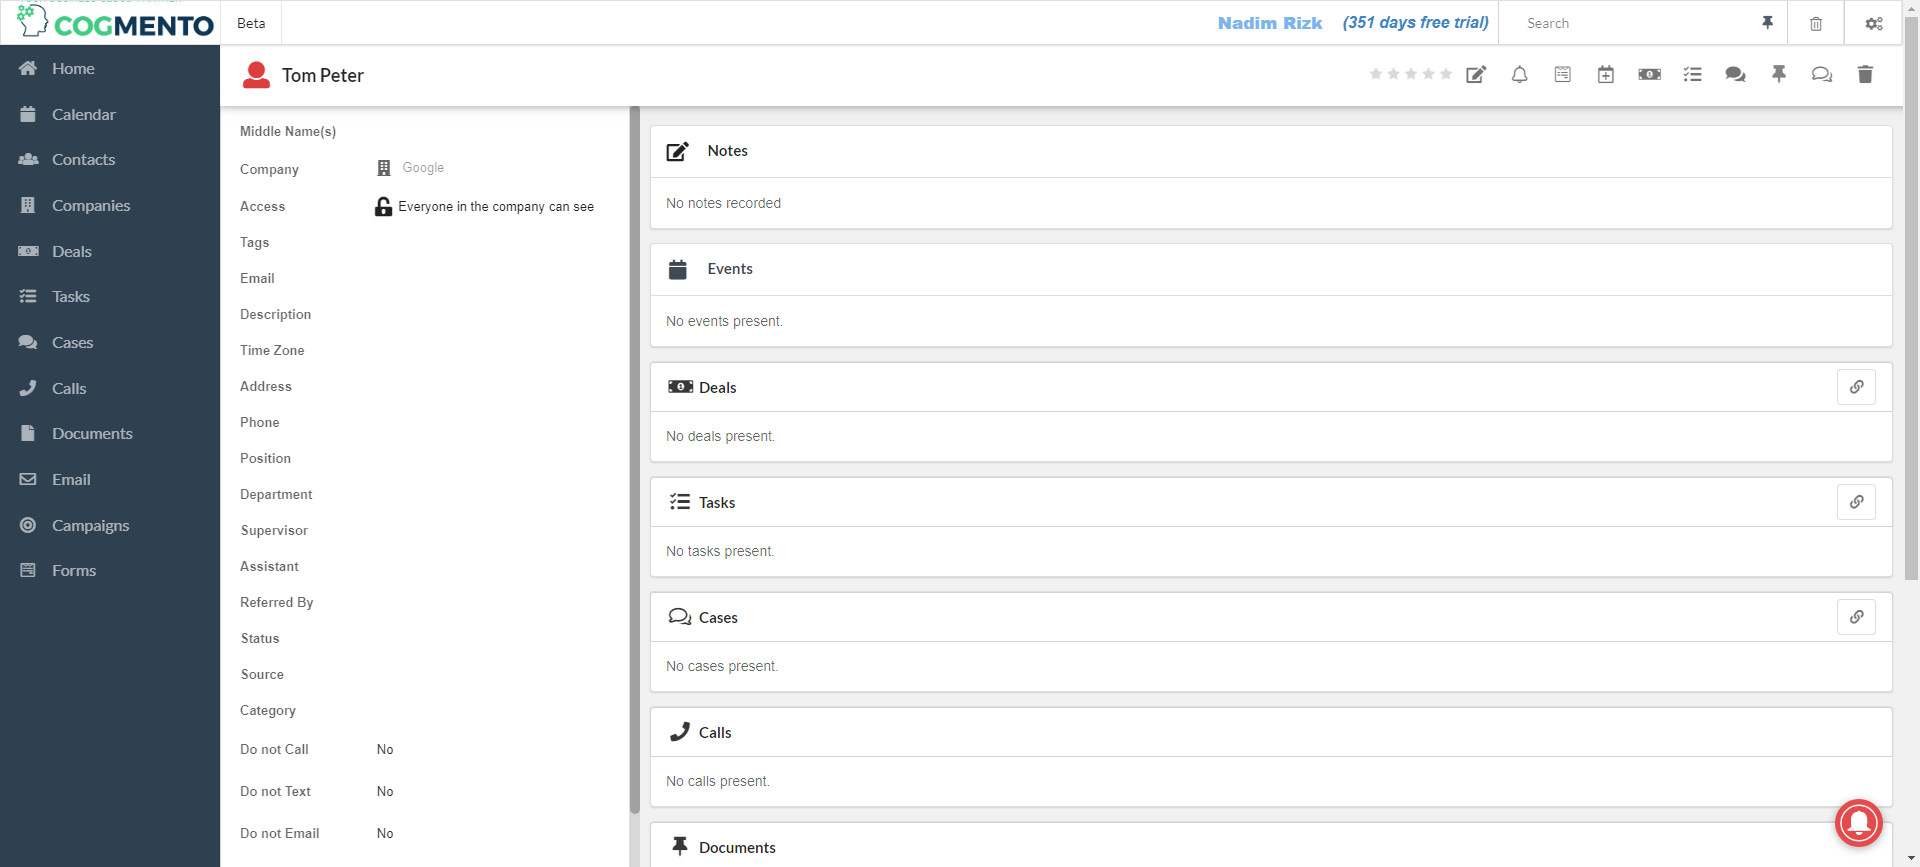 COGMENTO
Beta
Nadim Rizk
(351 days free trial)
Search
Home
Calendar
Contacts
Companies
Deals
Tasks
Cases
Calls
Documents
Email
Campaigns
Forms
Tom Peter
Middle Name(s)
Company Google
Access Everyone in the company can see
Tags
Email
Description
Time Zone
Address
Phone
Position
Department
Supervisor
Assistant
Referred By
Status
Source
Category
Do not Call No
Do not Text No
Do not Email No
Notes
No notes recorded
Events
No events present.
Deals
No deals present.
Tasks
No tasks present.
Cases
No cases present.
Calls
No calls present.
Documents